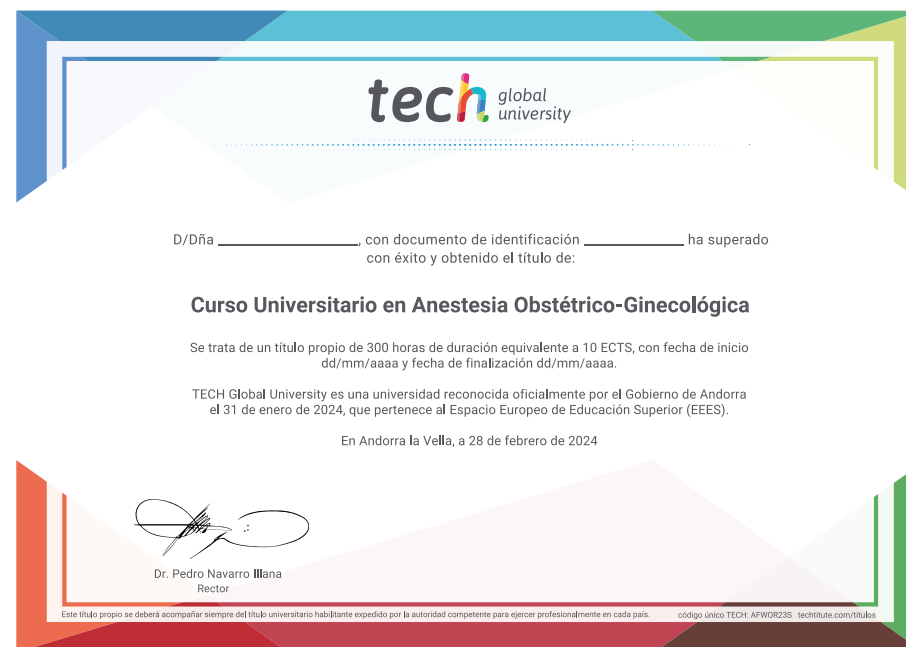 tech global university
D/Dña ____________________, con documento de identificación ______________ ha superado
con éxito y obtenido el título de:
Curso Universitario en Anestesia Obstétrico-Ginecológica
Se trata de un título propio de 300 horas de duración equivalente a 10 ECTS, con fecha de inicio
dd/mm/aaaa y fecha de finalización dd/mm/aaaa.
TECH Global University es una universidad reconocida oficialmente por el Gobierno de Andorra
el 31 de enero de 2024, que pertenece al Espacio Europeo de Educación Superior (EEES).
En Andorra la Vella, a 28 de febrero de 2024
Dr. Pedro Navarro Illana
Rector
Este título propio se deberá acompañar siempre del título universitario habilitante expedido por la autoridad competente para ejercer profesionalmente en cada país.
código único TECH: AFWOR23S techtitute.com/titulos